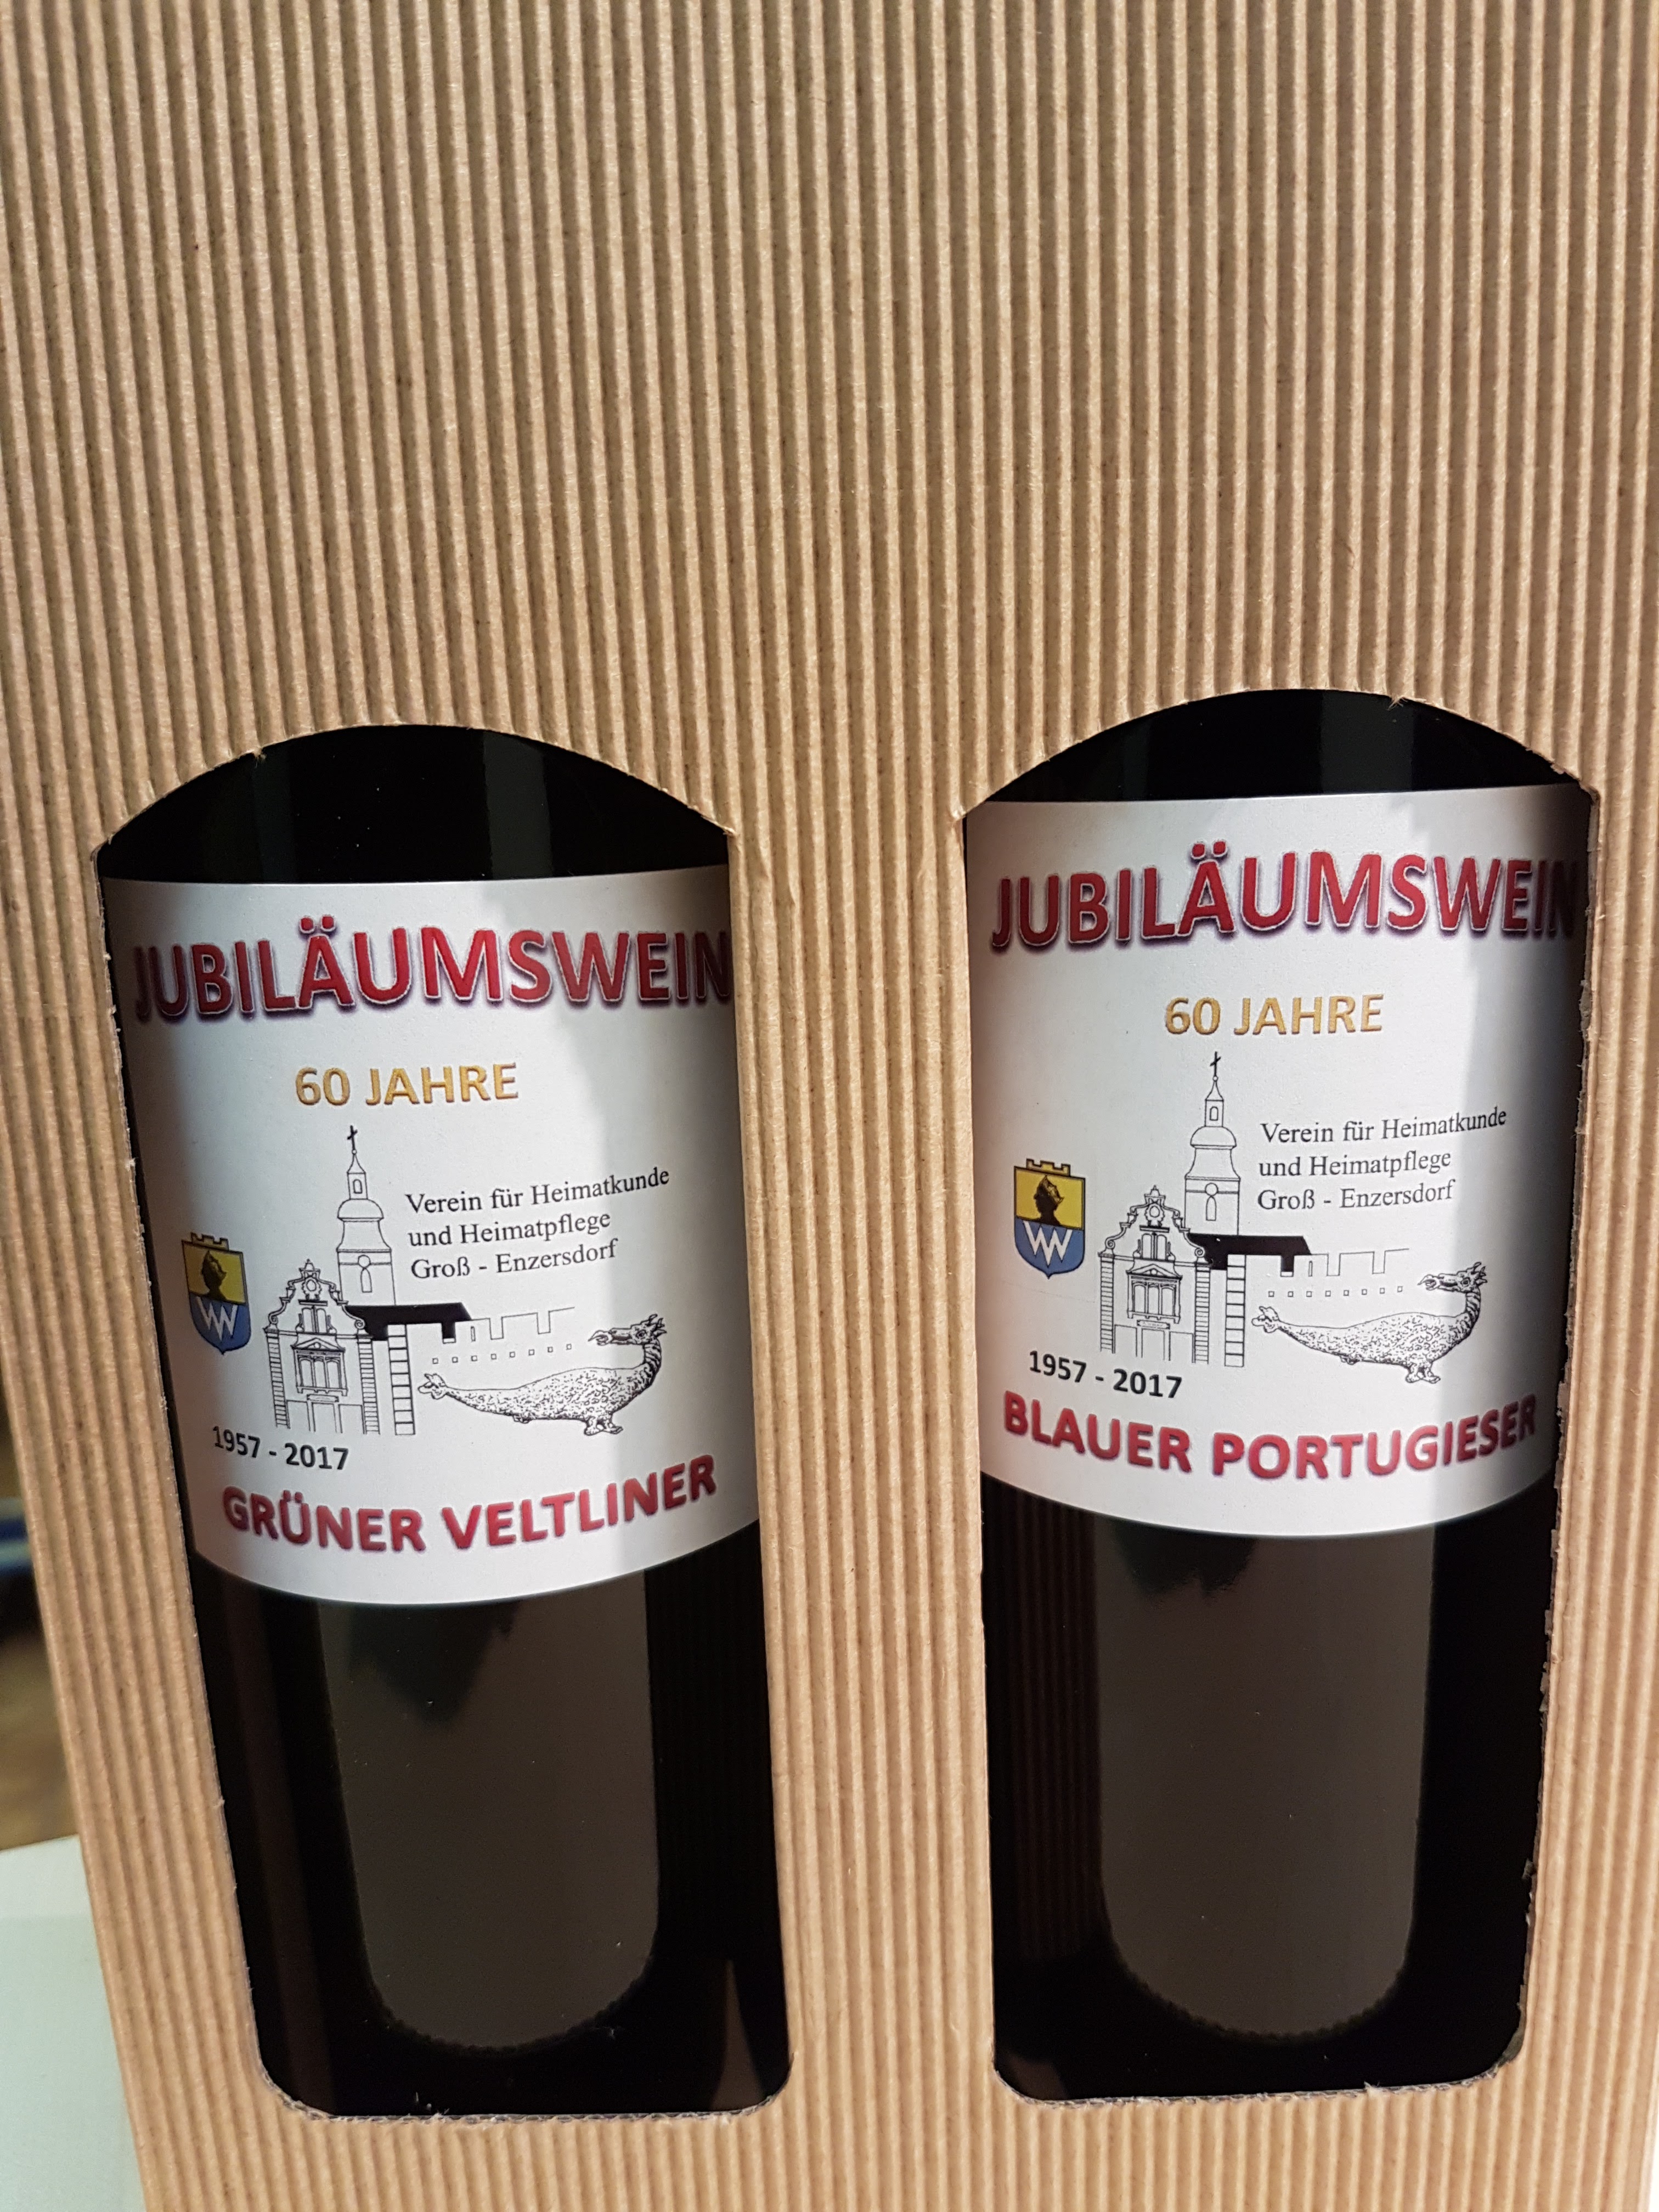 JUBILÄUMSWEIN
60 JAHRE
Verein für Heimatkunde
und Heimatpflege
Groß - Enzersdorf
1957 - 2017
GRÜNER VELTLINER
JUBILÄUMSWEIN
60 JAHRE
Verein für Heimatkunde
und Heimatpflege
Groß - Enzersdorf
1957 - 2017
BLAUER PORTUGIESER